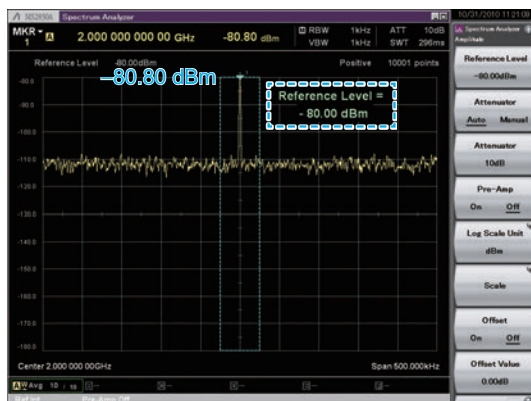 MS2830A Spectrum Analyzer
10/31/2010 11:21:08
MKR 1 A 2.000 000 000 00 GHz -80.80 dBm
RBW 1kHz ATT 10dB
VBW 1kHz SWT 296ms
Reference Level -80.00dBm Positive 10001 points
-80.80 dBm
Reference Level =
- 80.00 dBm
-80.0
-90.0
-100.0
-110.0
-120.0
-130.0
-140.0
-150.0
-160.0
-170.0
-180.0
Center 2.000 000 00GHz Span 500.000kHz
A W Avg 10 / 10
Ref.Int Pre-Amp Off
Spectrum Analyzer
Amplitude
Reference Level
-80.00dBm
Attenuator
Auto Manual
Attenuator
10dB
Pre-Amp
On Off
Log Scale Unit
dBm
Scale
Offset
On Off
Offset Value
0.00dB